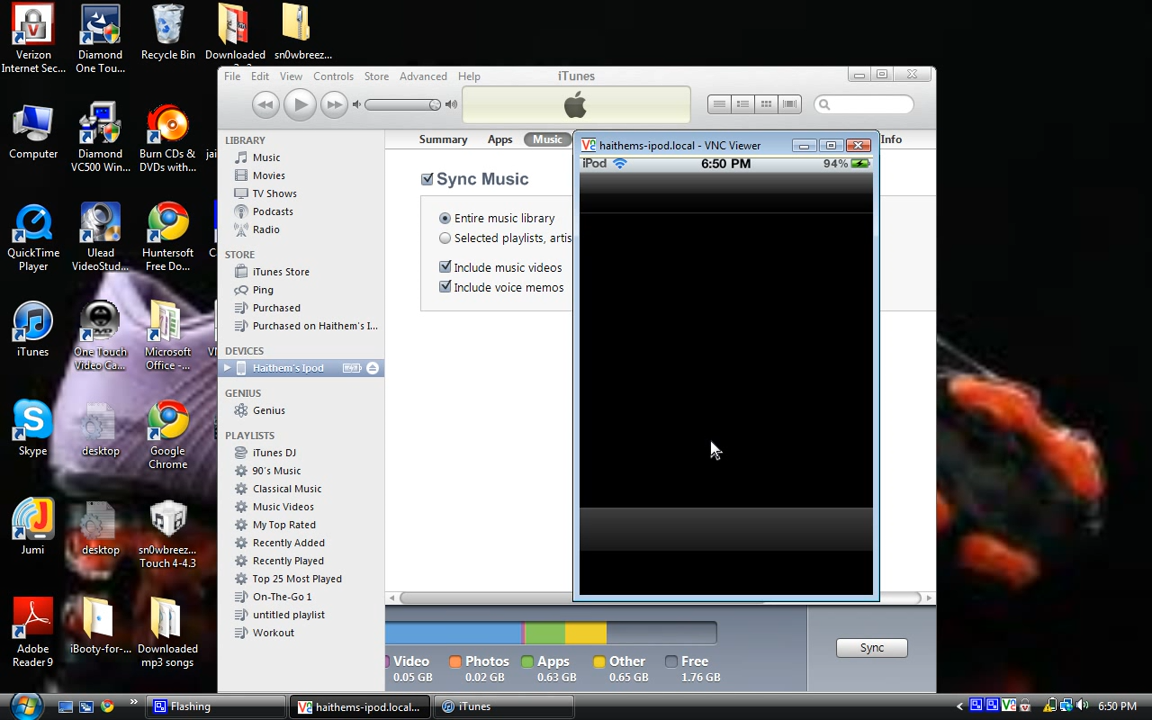 Verizon
Internet Sec...
Diamond
One Tou...
Recycle Bin
Downloaded
sn0wbreez...
Computer
Diamond
VC500 Win...
Burn CDs &
DVDs with...
QuickTime
Player
Ulead
VideoStud...
Huntersoft
Free Do...
iTunes
One Touch
Video Ca...
Microsoft
Office -...
Skype
desktop
Google
Chrome
Jumi
desktop
sn0wbreez...
Touch 4-4.3
Adobe
Reader 9
iBooty-for-...
Downloaded
mp3 songs
File Edit View Controls Store Advanced Help
iTunes
LIBRARY
Music
Movies
TV Shows
Podcasts
Radio
STORE
iTunes Store
Ping
Purchased
Purchased on Haithem's I...
DEVICES
Haithem's Ipod
GENIUS
Genius
PLAYLISTS
iTunes DJ
90's Music
Classical Music
Music Videos
My Top Rated
Recently Added
Recently Played
Top 25 Most Played
On-The-Go 1
untitled playlist
Workout
Summary Apps Music Info
Sync Music
Entire music library
Selected playlists, artis
Include music videos
Include voice memos
haithems-ipod.local - VNC Viewer
iPod 6:50 PM 94%
Video Photos Apps Other Free
0.05 GB 0.02 GB 0.63 GB 0.65 GB 1.76 GB
Sync
Flashing
haithems-ipod.local...
iTunes
6:50 PM